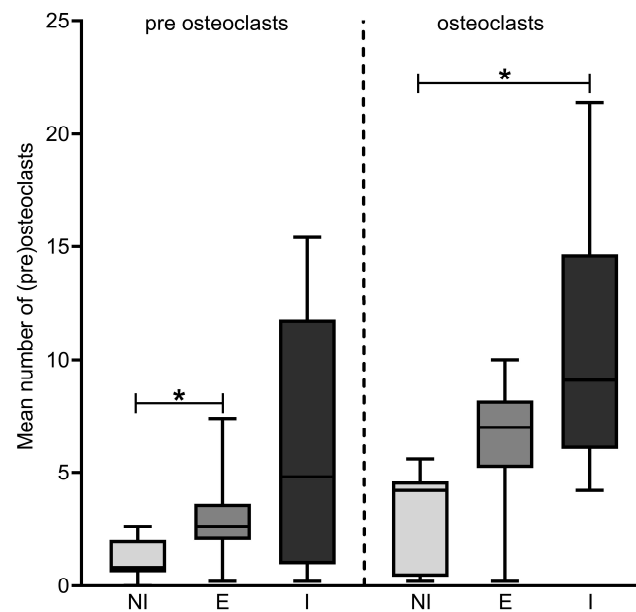 pre osteoclasts
osteoclasts
Mean number of (pre)osteoclasts
25
20
15
10
5
0
*
*
NI E I NI E I